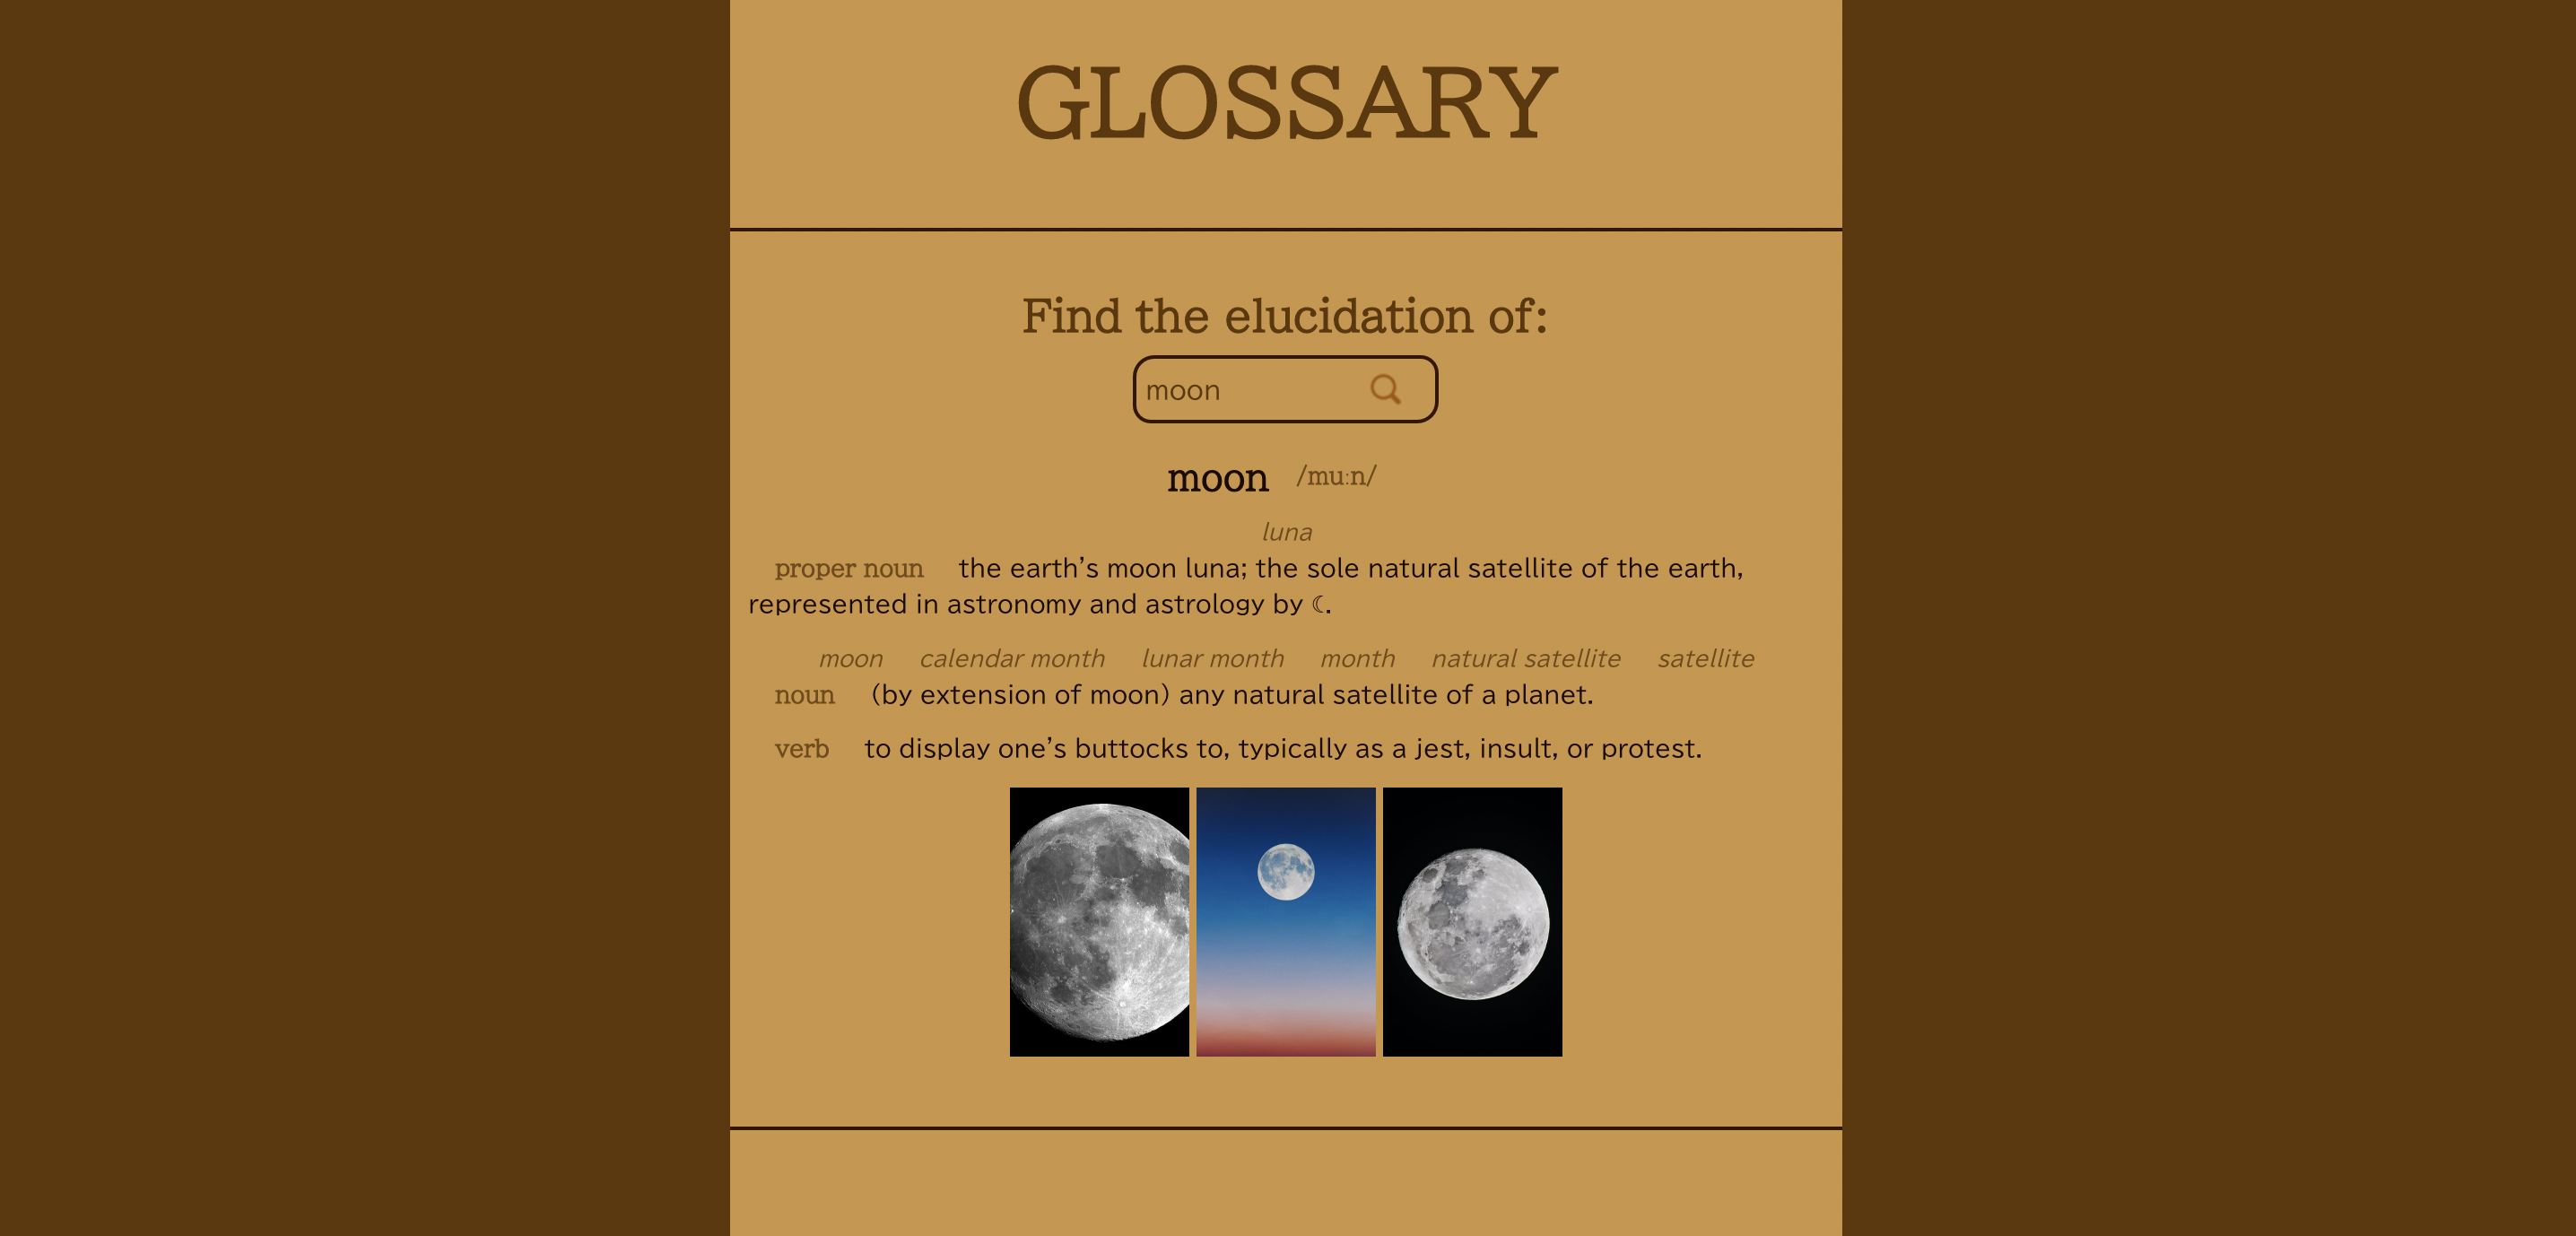 GLOSSARY
Find the elucidation of:
moon
moon /muːn/
luna
proper noun the earth's moon luna; the sole natural satellite of the earth,
represented in astronomy and astrology by ☾.
moon calendar month lunar month month natural satellite satellite
noun (by extension of moon) any natural satellite of a planet.
verb to display one's buttocks to, typically as a jest, insult, or protest.